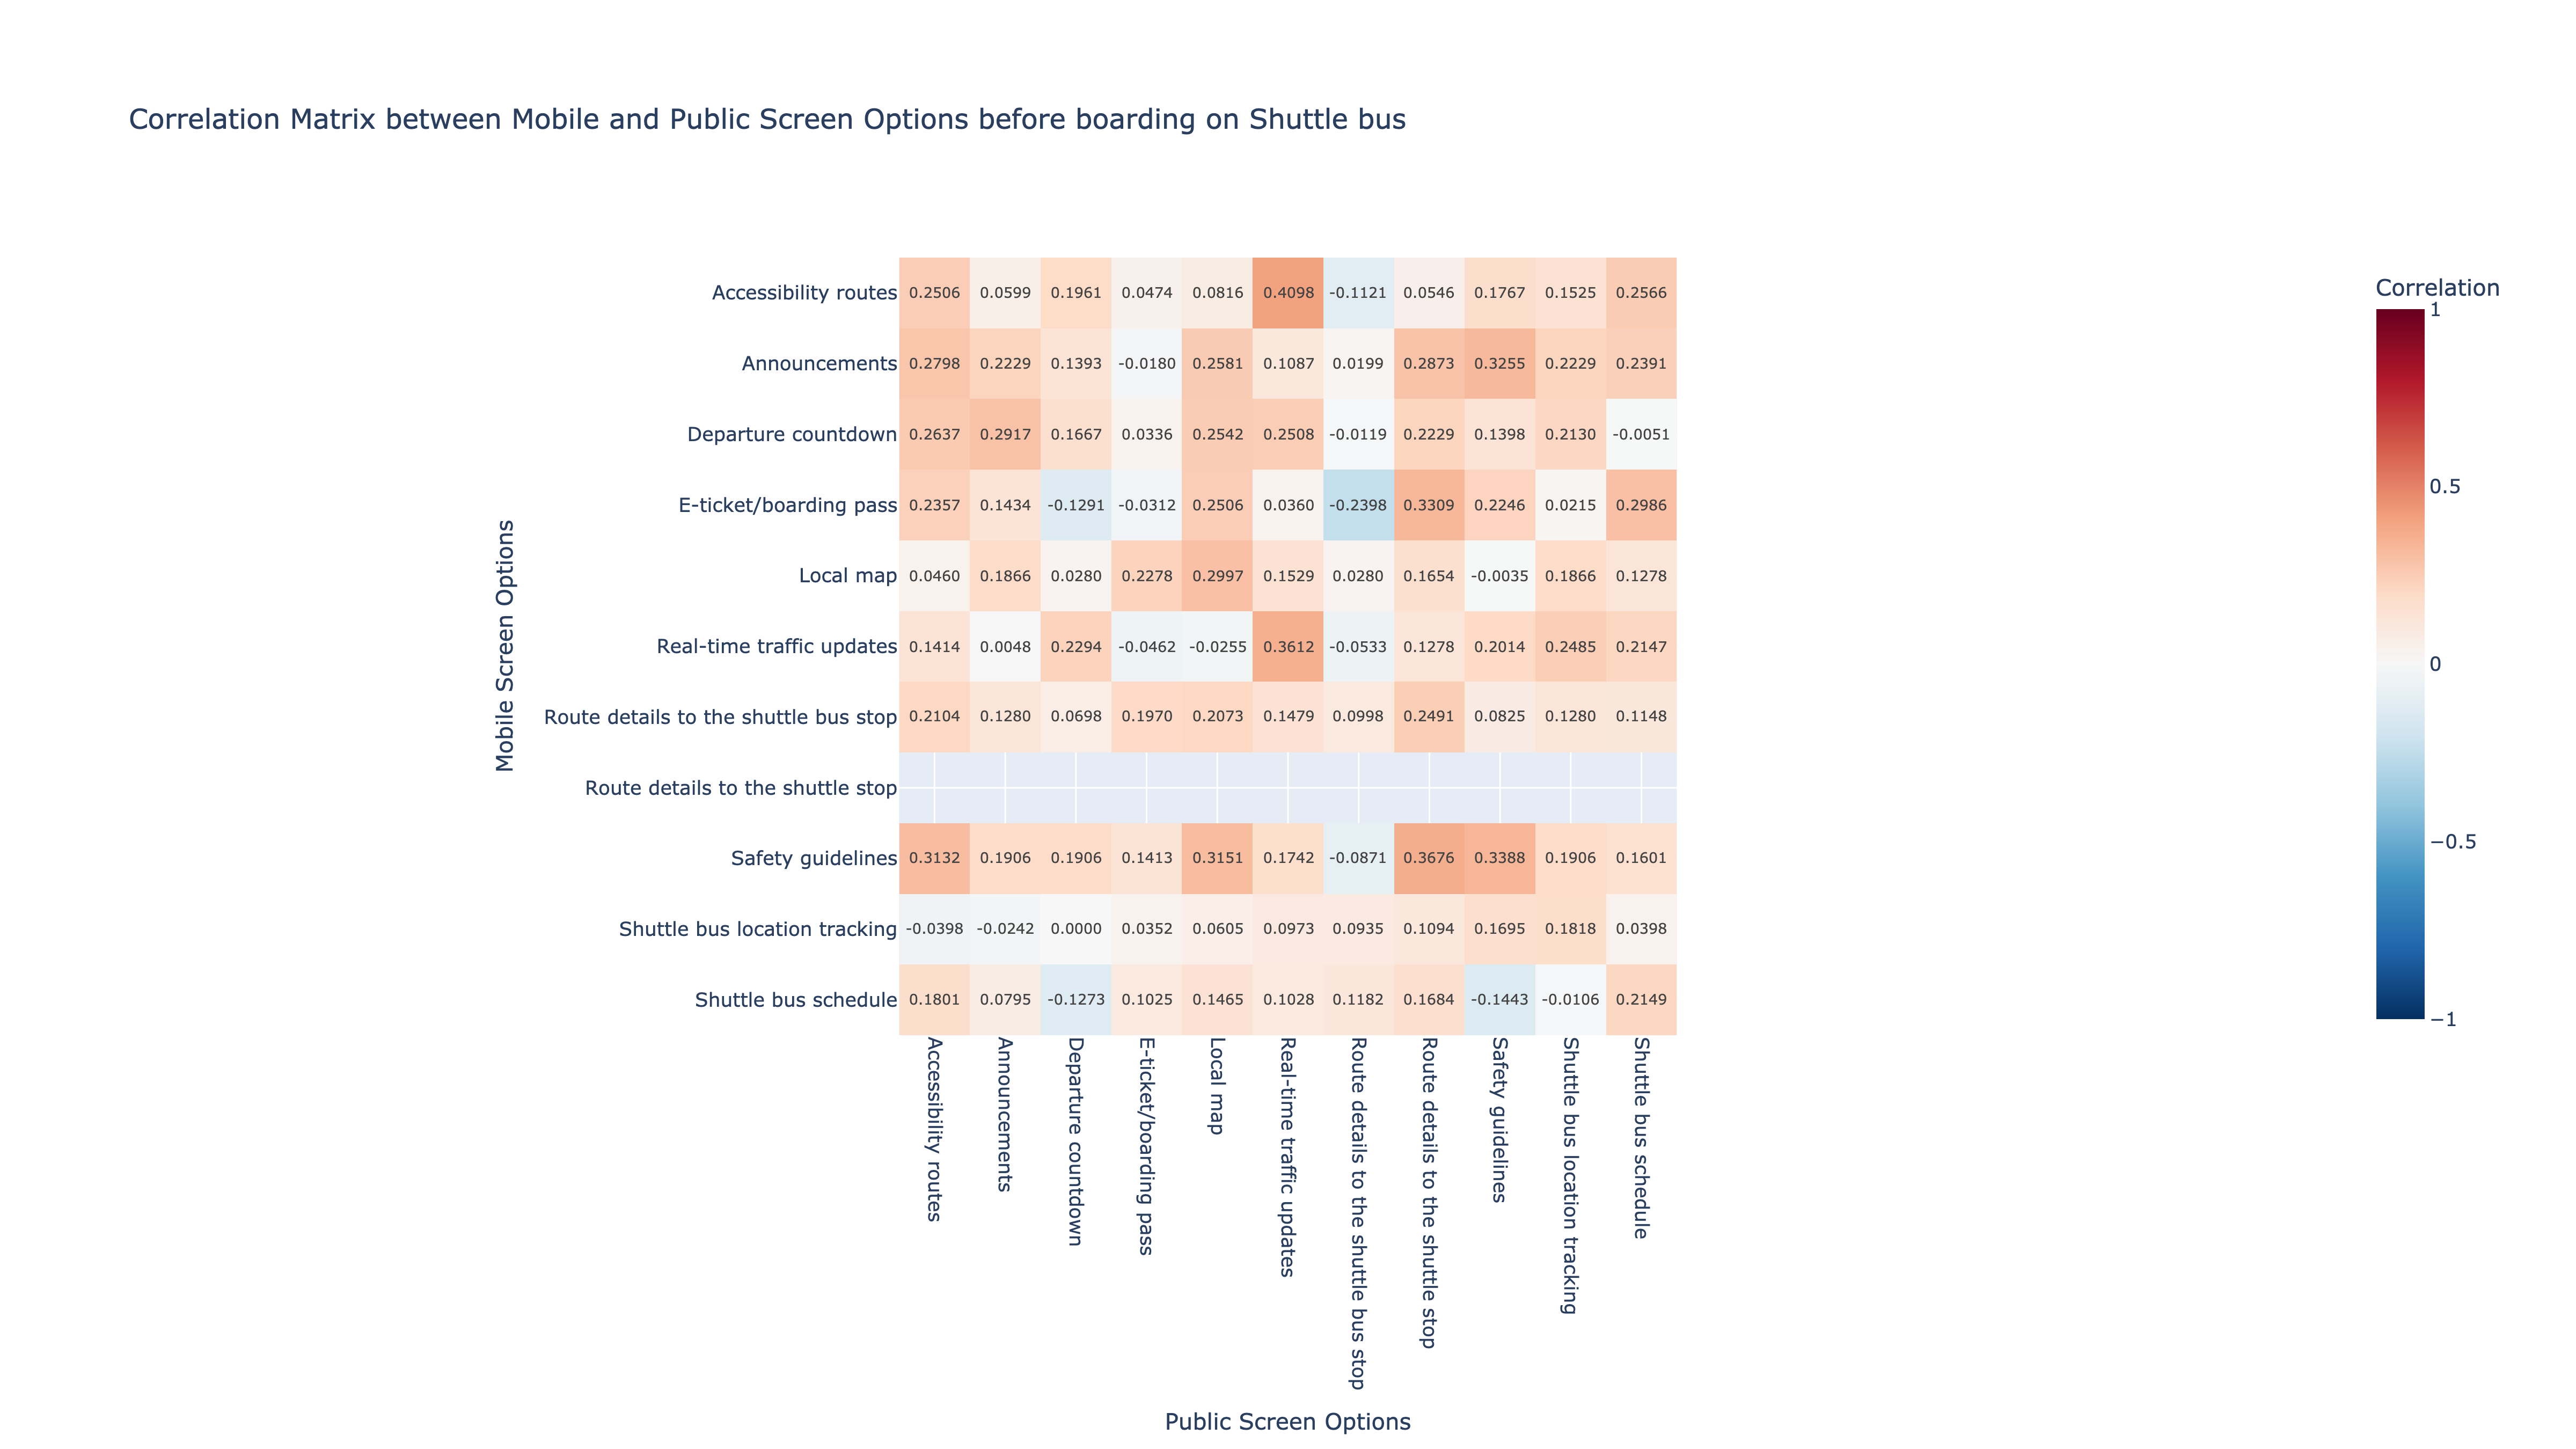 Correlation Matrix between Mobile and Public Screen Options before boarding on Shuttle bus
Mobile Screen Options
Accessibility routes 0.2506 0.0599 0.1961 0.0474 0.0816 0.4098 -0.1121 0.0546 0.1767 0.1525 0.2566
Announcements 0.2798 0.2229 0.1393 -0.0180 0.2581 0.1087 0.0199 0.2873 0.3255 0.2229 0.2391
Departure countdown 0.2637 0.2917 0.1667 0.0336 0.2542 0.2508 -0.0119 0.2229 0.1398 0.2130 -0.0051
E-ticket/boarding pass 0.2357 0.1434 -0.1291 -0.0312 0.2506 0.0360 -0.2398 0.3309 0.2246 0.0215 0.2986
Local map 0.0460 0.1866 0.0280 0.2278 0.2997 0.1529 0.0280 0.1654 -0.0035 0.1866 0.1278
Real-time traffic updates 0.1414 0.0048 0.2294 -0.0462 -0.0255 0.3612 -0.0533 0.1278 0.2014 0.2485 0.2147
Route details to the shuttle bus stop 0.2104 0.1280 0.0698 0.1970 0.2073 0.1479 0.0998 0.2491 0.0825 0.1280 0.1148
Route details to the shuttle stop
Safety guidelines 0.3132 0.1906 0.1906 0.1413 0.3151 0.1742 -0.0871 0.3676 0.3388 0.1906 0.1601
Shuttle bus location tracking -0.0398 -0.0242 0.0000 0.0352 0.0605 0.0973 0.0935 0.1094 0.1695 0.1818 0.0398
Shuttle bus schedule 0.1801 0.0795 -0.1273 0.1025 0.1465 0.1028 0.1182 0.1684 -0.1443 -0.0106 0.2149
Accessibility routes
Announcements
Departure countdown
E-ticket/boarding pass
Local map
Real-time traffic updates
Route details to the shuttle bus stop
Route details to the shuttle stop
Safety guidelines
Shuttle bus location tracking
Shuttle bus schedule
Public Screen Options
Correlation
1
0.5
0
−0.5
−1